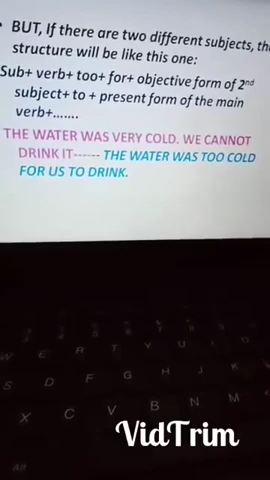 • BUT, If there are two different subjects, the
structure will be like this one:
Sub+ verb+ too+ for+ objective form of 2nd
subject+ to + present form of the main
verb+.......
THE WATER WAS VERY COLD. WE CANNOT
DRINK IT------ THE WATER WAS TOO COLD
FOR US TO DRINK.
W E R T Y U I O
S D F G H J K
X C V B N M
Alt
VidTrim